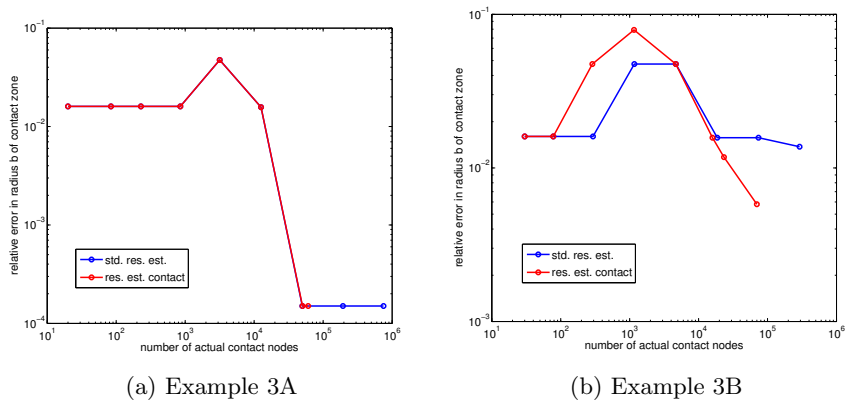 10^-1
10^-2
10^-3
10^-4
relative error in radius b of contact zone
std. res. est.
res. est. contact
10^1 10^2 10^3 10^4 10^5 10^6
number of actual contact nodes
(a) Example 3A
10^-1
10^-2
10^-3
relative error in radius b of contact zone
std. res. est.
res. est. contact
10^1 10^2 10^3 10^4 10^5 10^6
number of actual contact nodes
(b) Example 3B